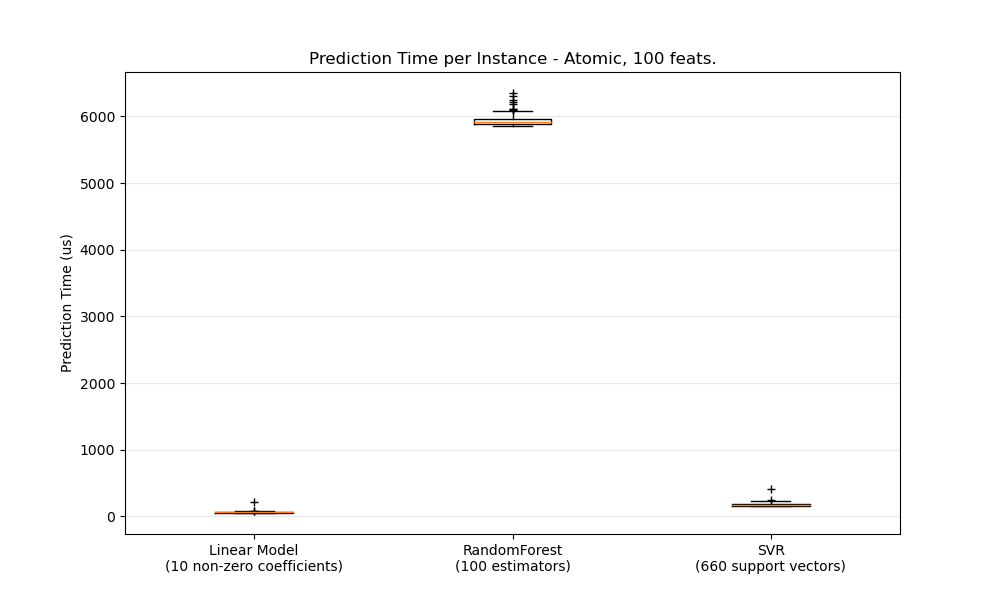 Prediction Time per Instance - Atomic, 100 feats.
Prediction Time (us)
6000
5000
4000
3000
2000
1000
0
Linear Model
(10 non-zero coefficients)
RandomForest
(100 estimators)
SVR
(660 support vectors)